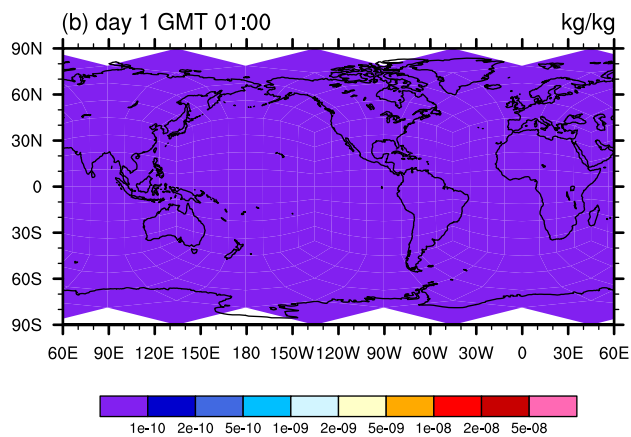 (b) day 1 GMT 01:00 kg/kg
90N
60N
30N
0
30S
60S
90S
60E 90E 120E 150E 180 150W 120W 90W 60W 30W 0 30E 60E
1e-10 2e-10 5e-10 1e-09 2e-09 5e-09 1e-08 2e-08 5e-08